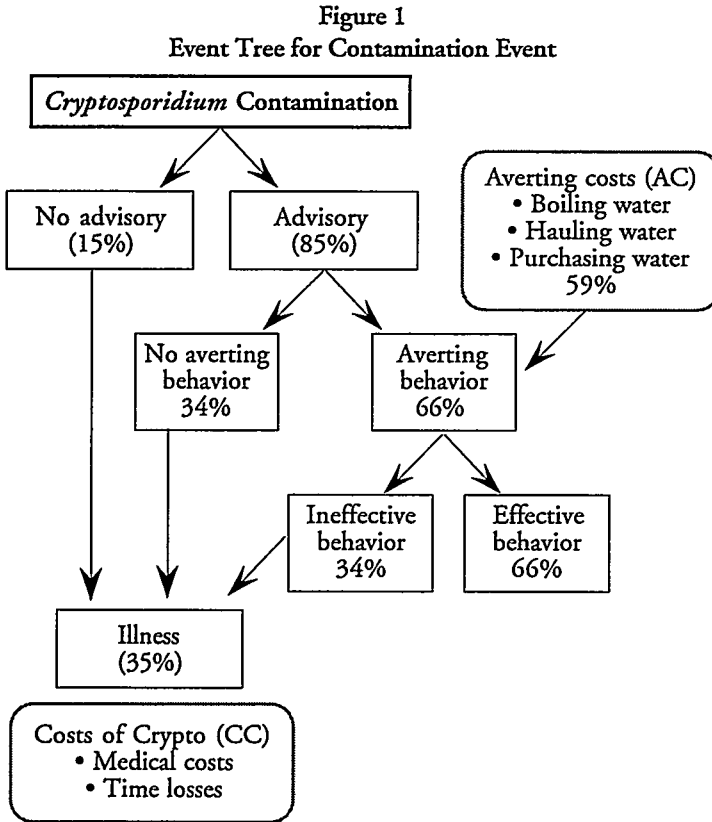 Figure 1
Event Tree for Contamination Event
Cryptosporidium Contamination
No advisory
(15%)
Advisory
(85%)
Averting costs (AC)
• Boiling water
• Hauling water
• Purchasing water
59%
No averting
behavior
34%
Averting
behavior
66%
Ineffective
behavior
34%
Effective
behavior
66%
Illness
(35%)
Costs of Crypto (CC)
• Medical costs
• Time losses